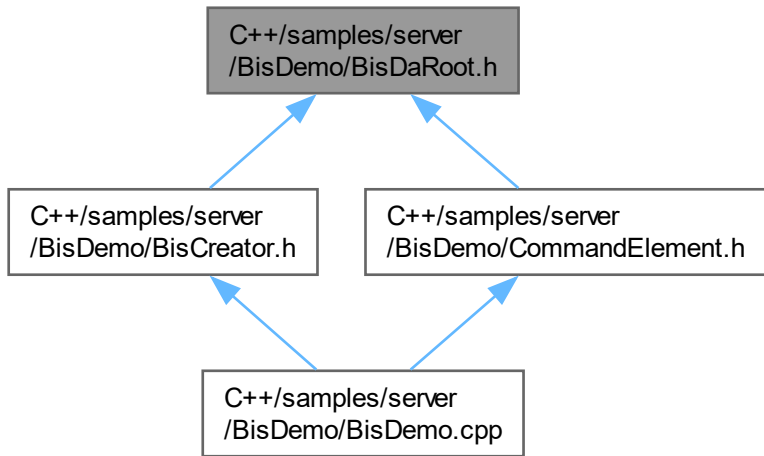 C++/samples/server
/BisDemo/BisDaRoot.h
C++/samples/server
/BisDemo/BisCreator.h
C++/samples/server
/BisDemo/CommandElement.h
C++/samples/server
/BisDemo/BisDemo.cpp